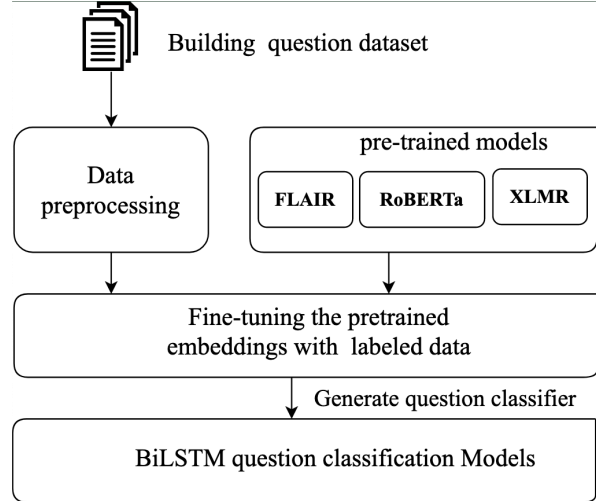 Building question dataset
Data
preprocessing
pre-trained models
FLAIR
RoBERTa
XLMR
Fine-tuning the pretrained
embeddings with labeled data
Generate question classifier
BiLSTM question classification Models